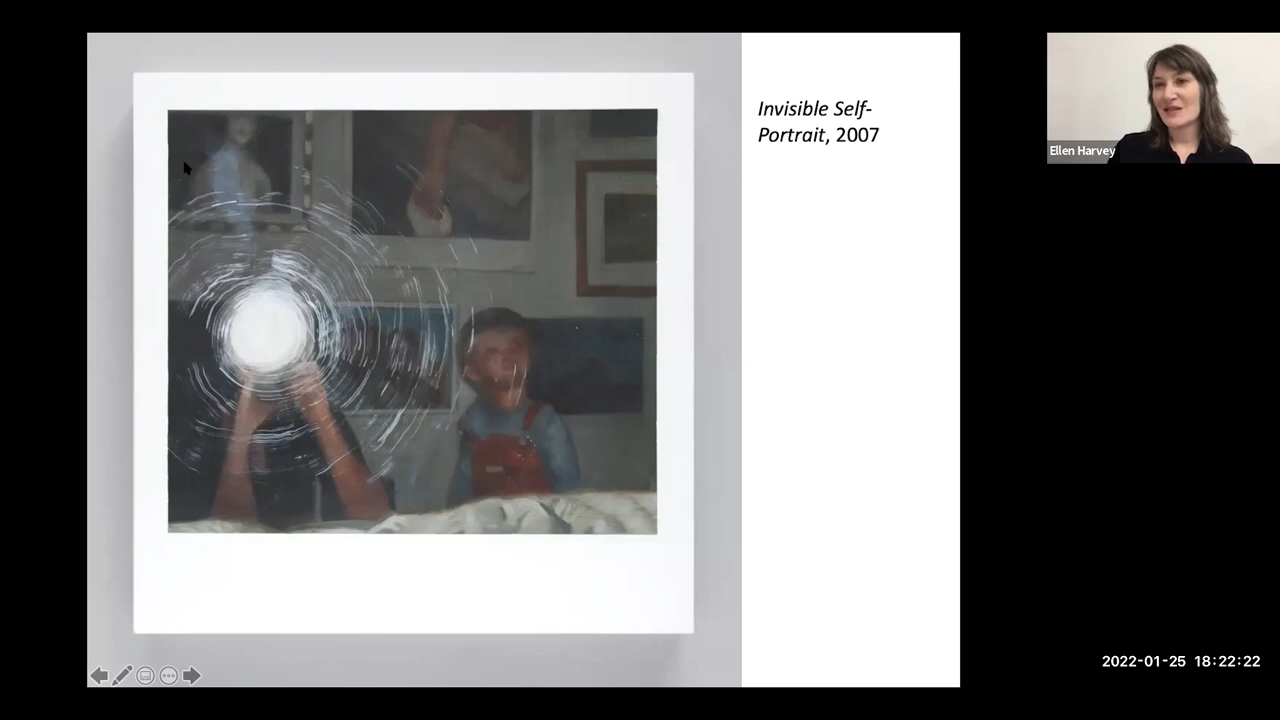 Invisible Self-
Portrait, 2007
Ellen Harvey
2022-01-25 18:22:22